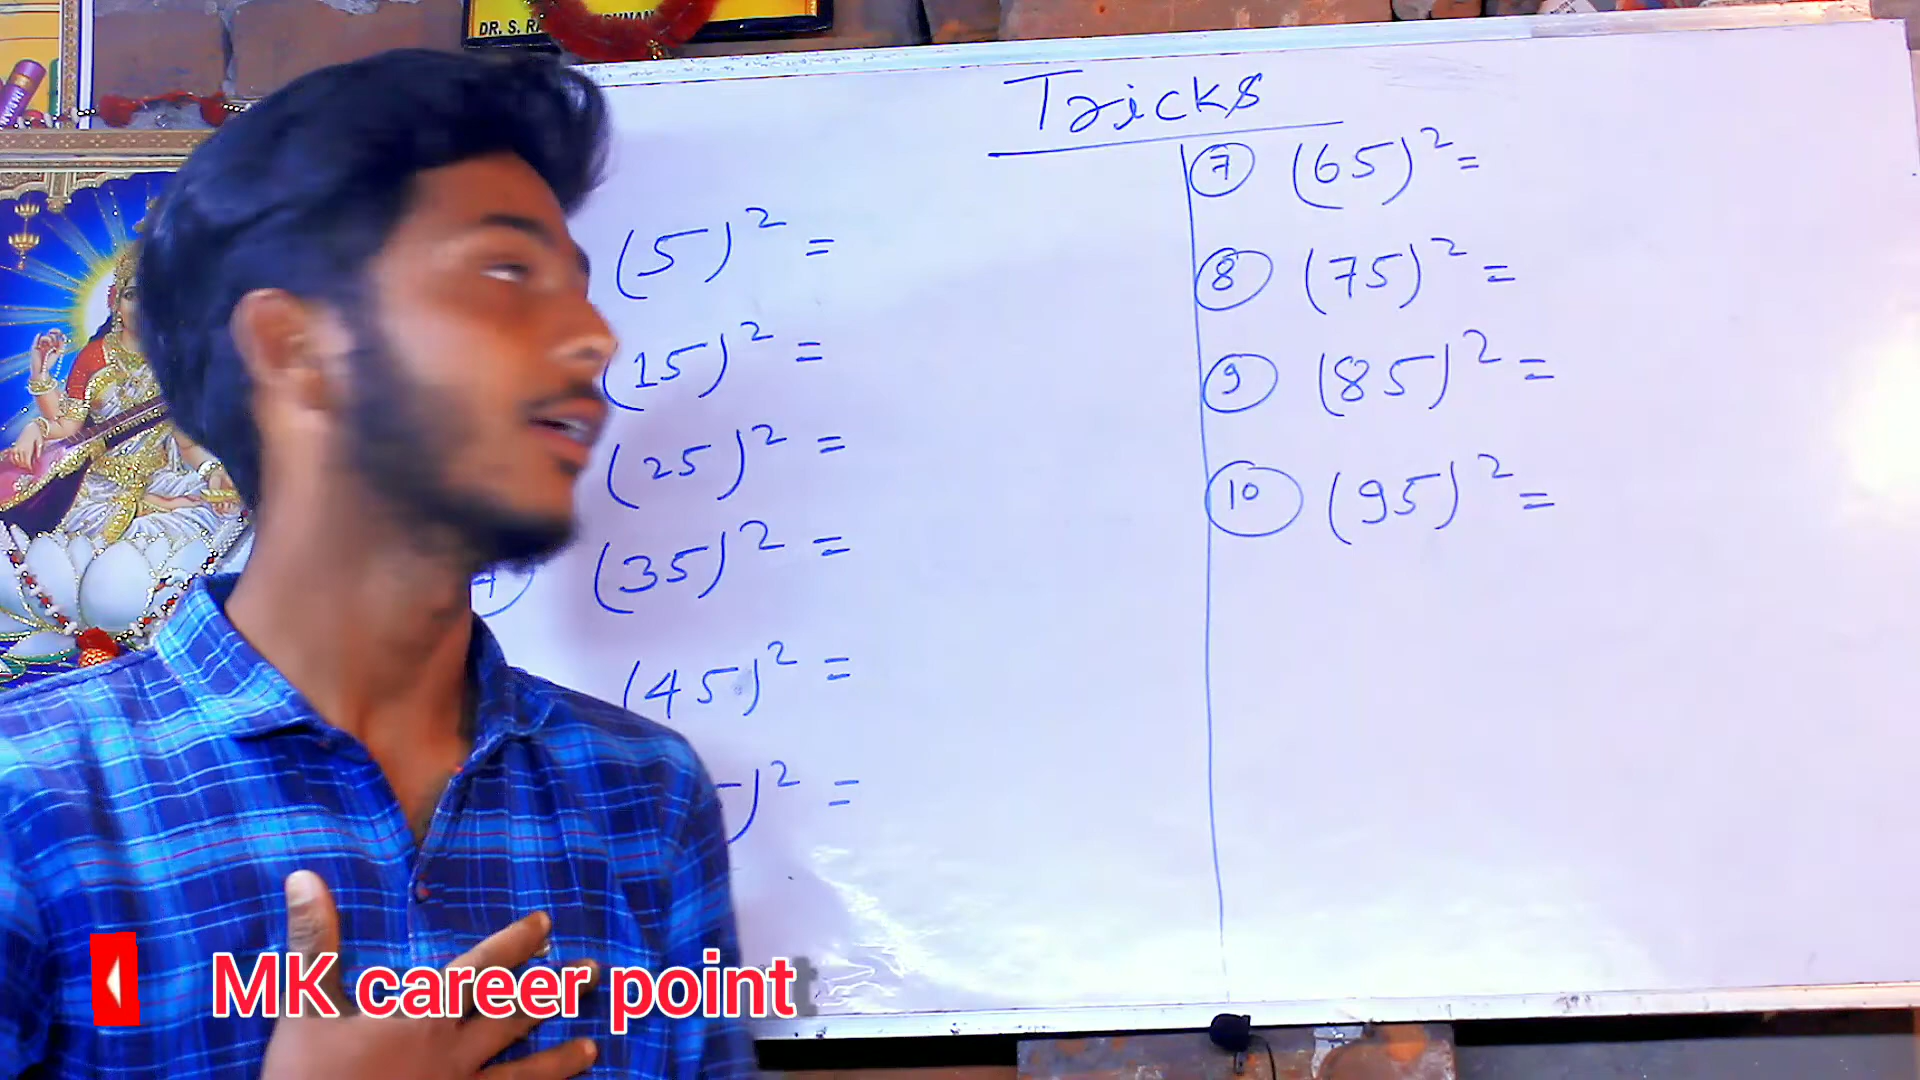 DR. S. RA
Tricks
(5)² =
(15)² =
(25)² =
(35)² =
(45)² =
)² =
7 (65)² =
8 (75)² =
9 (85)² =
10 (95)² =
MK career point